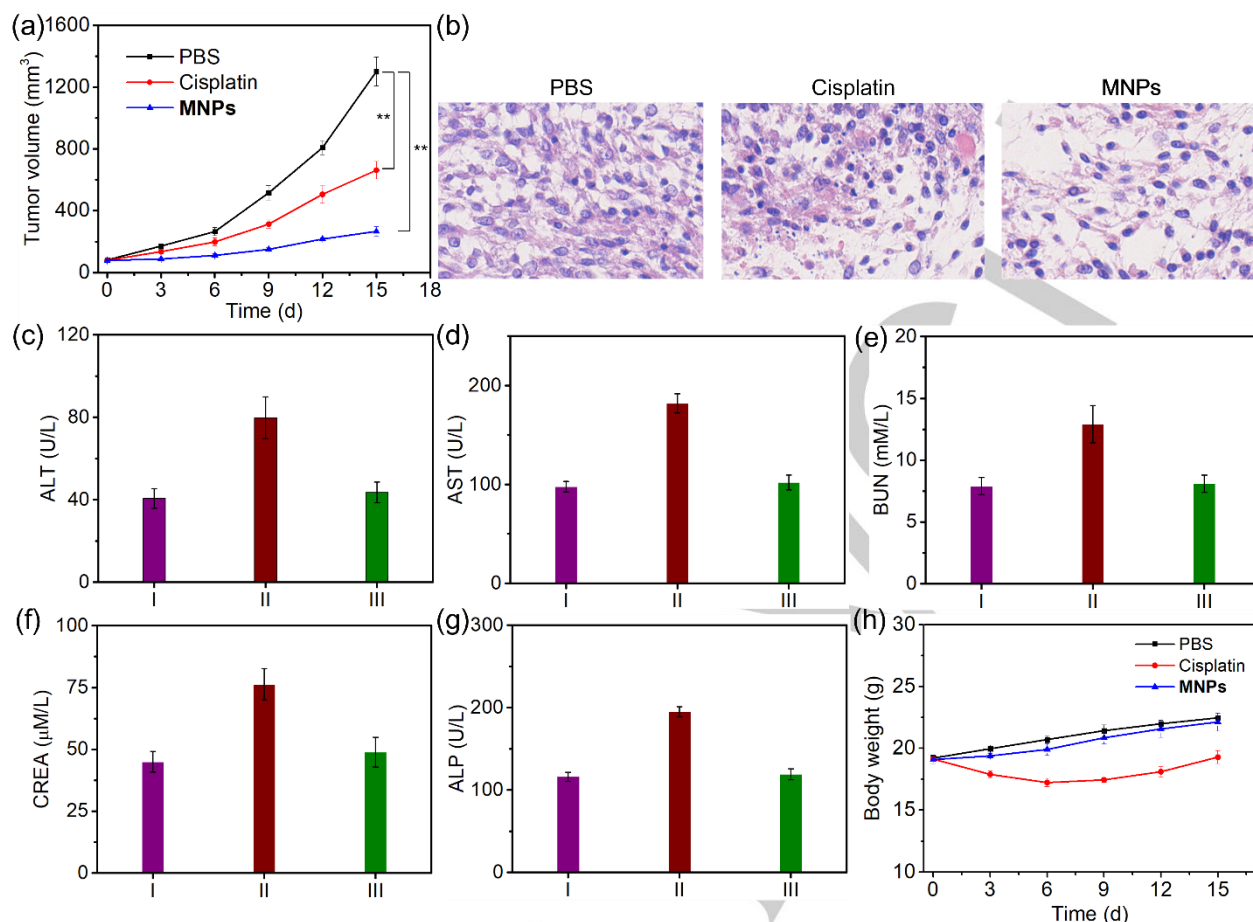 (a)
Tumor volume (mm³)
1600
1200
800
400
0
PBS
Cisplatin
MNPs
**
**
0 3 6 9 12 15 18
Time (d)
(b)
PBS Cisplatin MNPs
(c)
ALT (U/L)
120
80
40
0
I II III
(d)
AST (U/L)
200
100
0
I II III
(e)
BUN (mM/L)
20
15
10
5
0
I II III
(f)
CREA (μM/L)
100
75
50
25
0
I II III
(g)
ALP (U/L)
300
200
100
0
I II III
(h)
Body weight (g)
30
25
20
15
10
PBS
Cisplatin
MNPs
0 3 6 9 12 15
Time (d)